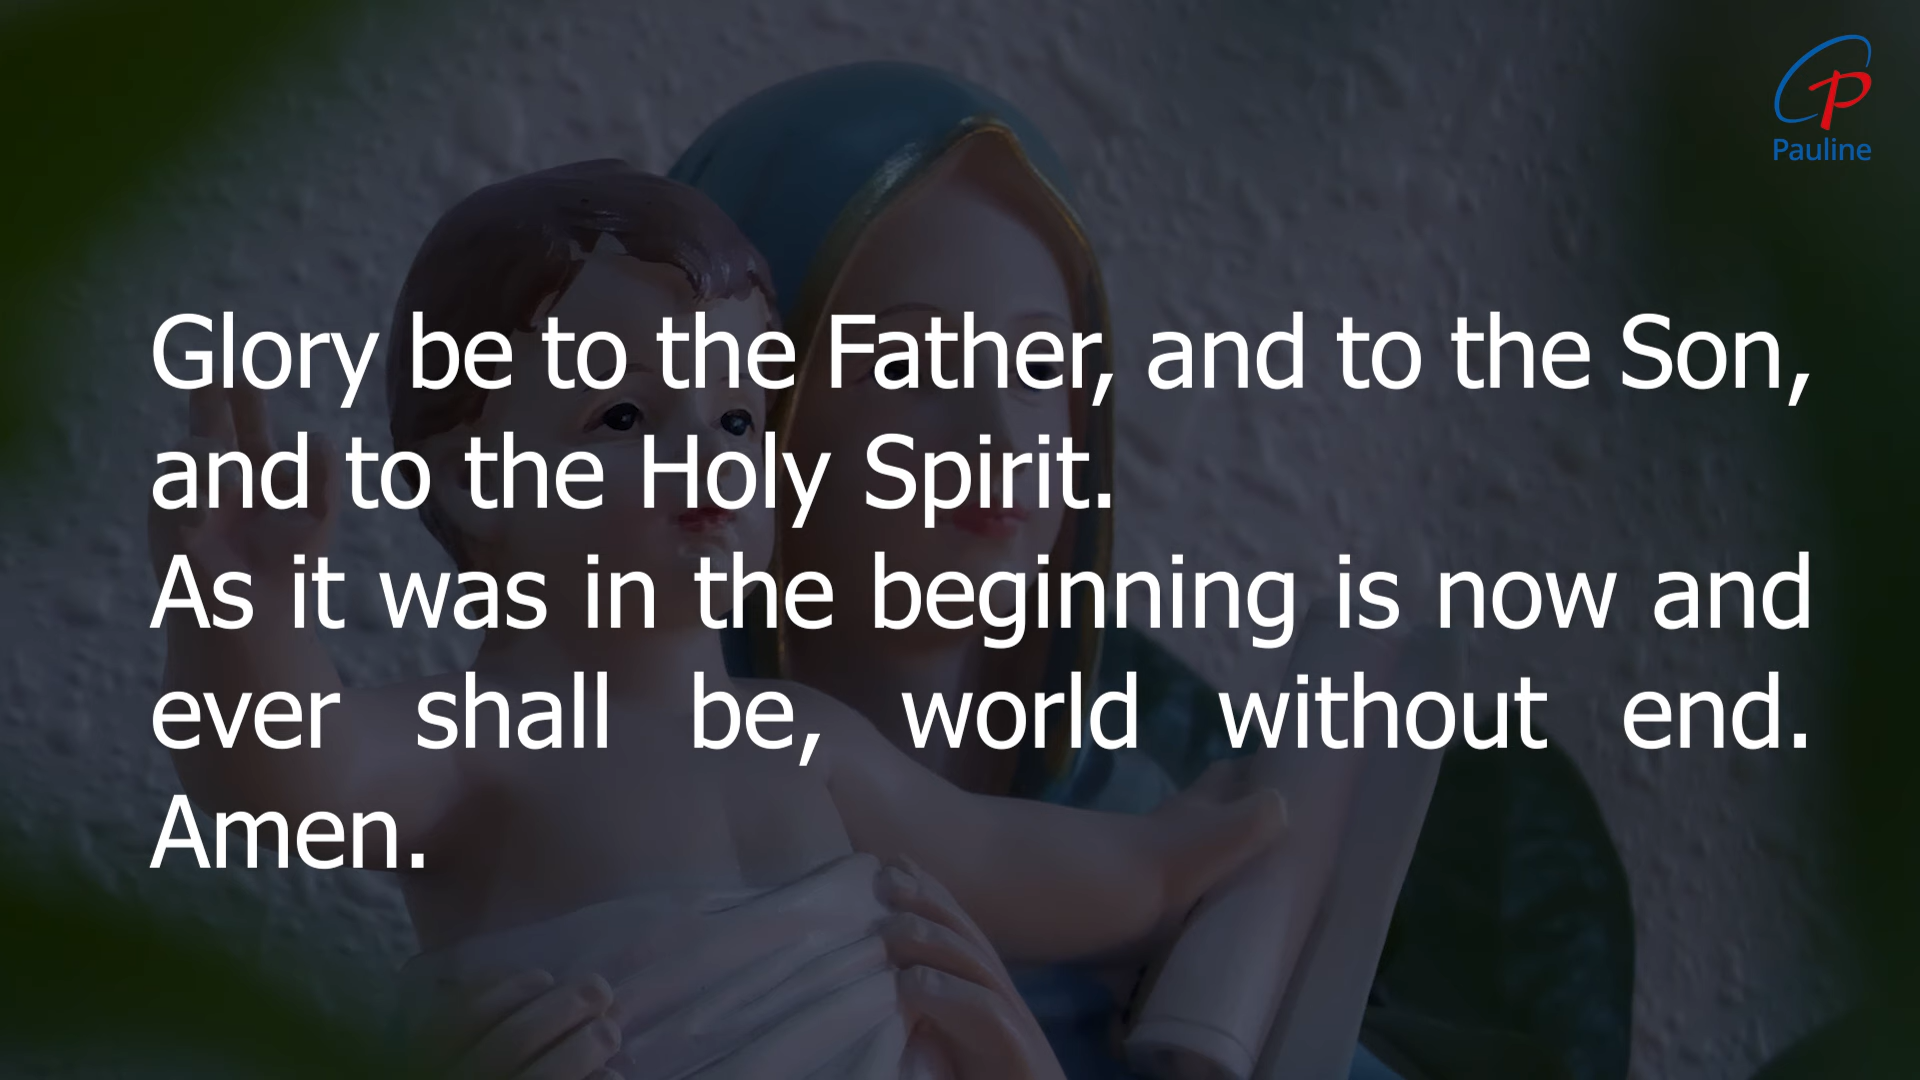 Pauline
Glory be to the Father, and to the Son,
and to the Holy Spirit.
As it was in the beginning is now and
ever shall be, world without end.
Amen.